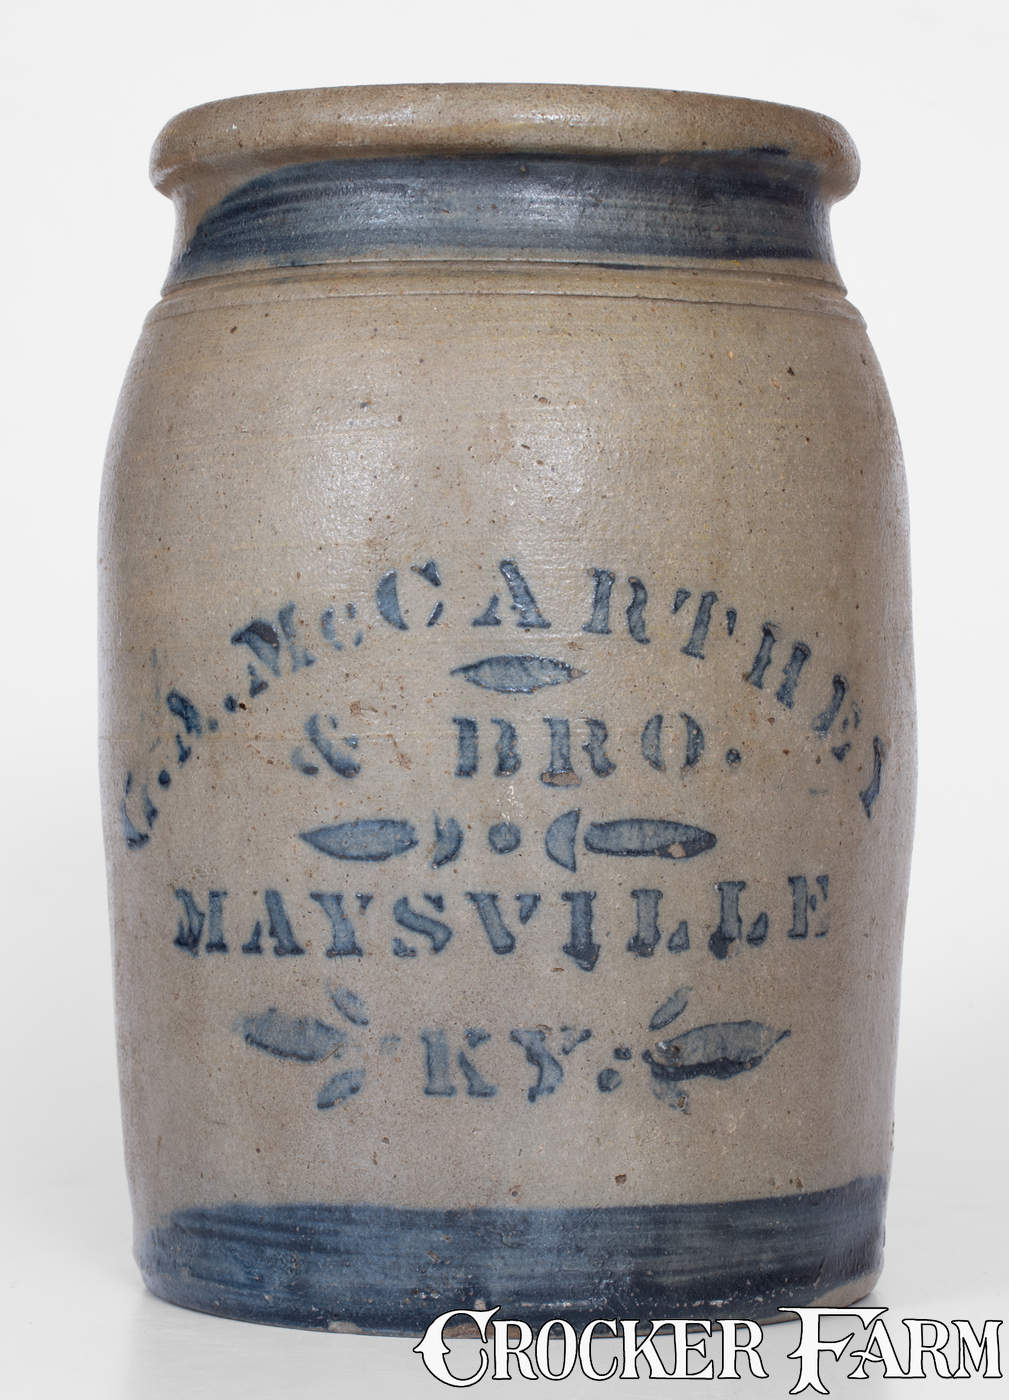 G.A. McCARTHEY
& BRO.
MAYSVILLE
KY.
CROCKER FARM